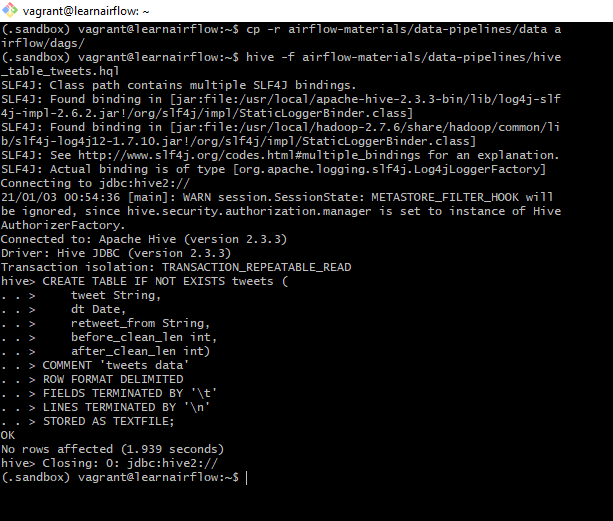 vagrant@learnairflow: ~
(.sandbox) vagrant@learnairflow:~$ cp -r airflow-materials/data-pipelines/data a
irflow/dags/
(.sandbox) vagrant@learnairflow:~$ hive -f airflow-materials/data-pipelines/hive
_table_tweets.hql
SLF4J: Class path contains multiple SLF4J bindings.
SLF4J: Found binding in [jar:file:/usr/local/apache-hive-2.3.3-bin/lib/log4j-slf
4j-impl-2.6.2.jar!/org/slf4j/impl/StaticLoggerBinder.class]
SLF4J: Found binding in [jar:file:/usr/local/hadoop-2.7.6/share/hadoop/common/li
b/slf4j-log4j12-1.7.10.jar!/org/slf4j/impl/StaticLoggerBinder.class]
SLF4J: See http://www.slf4j.org/codes.html#multiple_bindings for an explanation.
SLF4J: Actual binding is of type [org.apache.logging.slf4j.Log4jLoggerFactory]
Connecting to jdbc:hive2://
21/01/03 00:54:36 [main]: WARN session.SessionState: METASTORE_FILTER_HOOK will
be ignored, since hive.security.authorization.manager is set to instance of Hive
AuthorizerFactory.
Connected to: Apache Hive (version 2.3.3)
Driver: Hive JDBC (version 2.3.3)
Transaction isolation: TRANSACTION_REPEATABLE_READ
hive> CREATE TABLE IF NOT EXISTS tweets (
. . >     tweet String,
. . >     dt Date,
. . >     retweet_from String,
. . >     before_clean_len int,
. . >     after_clean_len int)
. . > COMMENT 'tweets data'
. . > ROW FORMAT DELIMITED
. . > FIELDS TERMINATED BY '\t'
. . > LINES TERMINATED BY '\n'
. . > STORED AS TEXTFILE;
OK
No rows affected (1.939 seconds)
hive> Closing: 0: jdbc:hive2://
(.sandbox) vagrant@learnairflow:~$